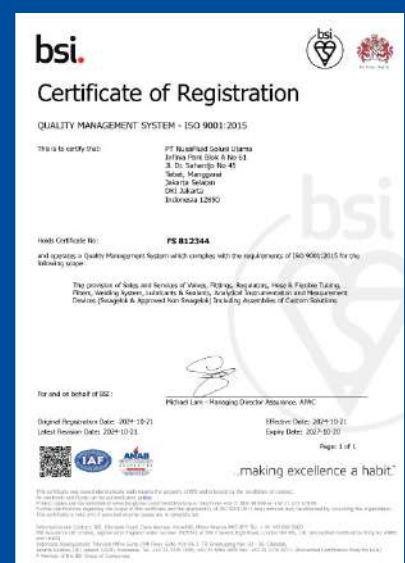 bsi.
bsi
Certificate of Registration
QUALITY MANAGEMENT SYSTEM - ISO 9001:2015
This is to certify that:
PT NusaFluid Solusi Utama
Infinia Park Blok A No 61
Jl. Dr. Saharjo No 45
Tebet, Manggarai
Jakarta Selatan
DKI Jakarta
Indonesia 12850
Holds Certificate No:
FS 812344
and operates a Quality Management System which complies with the requirements of ISO 9001:2015 for the
following scope:
The provision of Sales and Services of Valves, Fittings, Regulators, Hose & Flexible Tubing,
Filters, Welding System, Lubricants & Sealants, Analytical Instrumentation and Measurement
Devices (Swagelok & Approved Non Swagelok) Including Assemblies of Custom Solutions
For and on behalf of BSI:
Michael Lam - Managing Director Assurance, APAC
Original Registration Date: 2024-10-21
Effective Date: 2024-10-21
Latest Revision Date: 2024-10-21
Expiry Date: 2027-10-20
Page: 1 of 1
IAF
ANAB
...making excellence a habit.